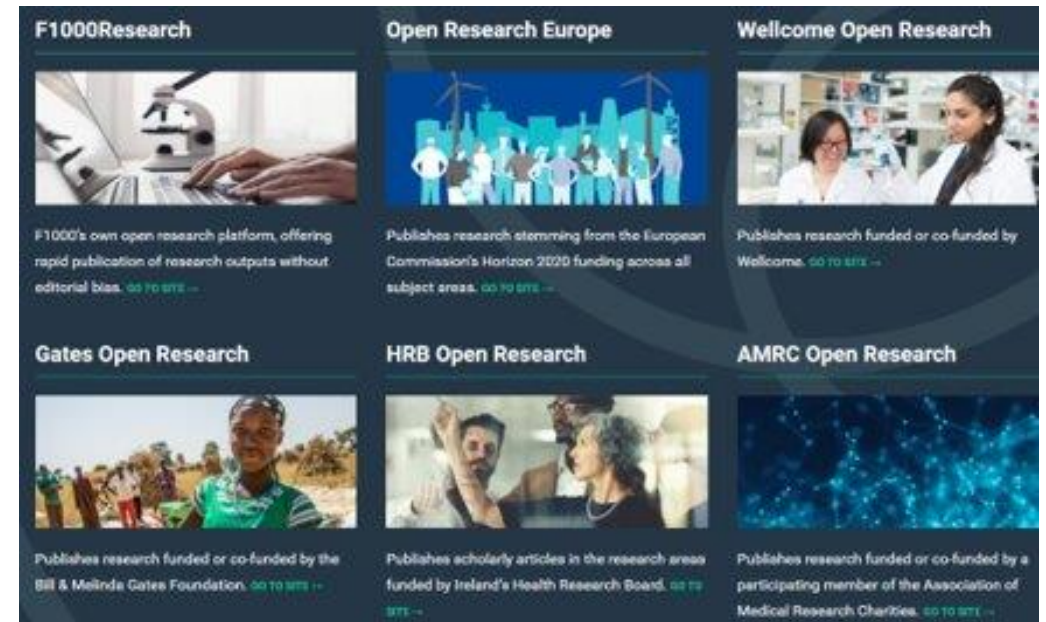 F1000Research
F1000's own open research platform, offering
rapid publication of research outputs without
editorial bias. GO TO SITE →
Open Research Europe
Publishes research stemming from the European
Commission's Horizon 2020 funding across all
subject areas. GO TO SITE →
Wellcome Open Research
Publishes research funded or co-funded by
Wellcome. GO TO SITE →
Gates Open Research
Publishes research funded or co-funded by the
Bill & Melinda Gates Foundation. GO TO SITE →
HRB Open Research
Publishes scholarly articles in the research areas
funded by Ireland's Health Research Board. GO TO
SITE →
AMRC Open Research
Publishes research funded or co-funded by a
participating member of the Association of
Medical Research Charities. GO TO SITE →